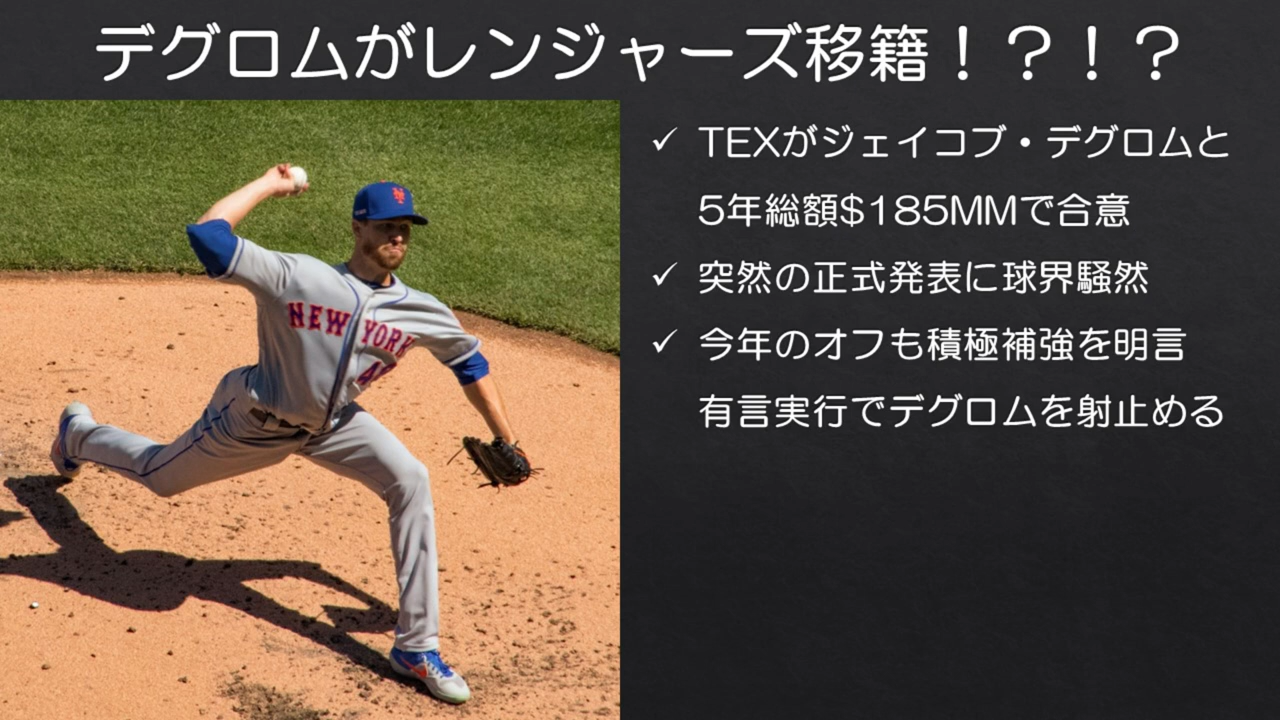 デグロムがレンジャーズ移籍！？！？
✓ TEXがジェイコブ・デグロムと
5年総額$185MMで合意
✓ 突然の正式発表に球界騒然
✓ 今年のオフも積極補強を明言
有言実行でデグロムを射止める
NY
NEW YORK
48